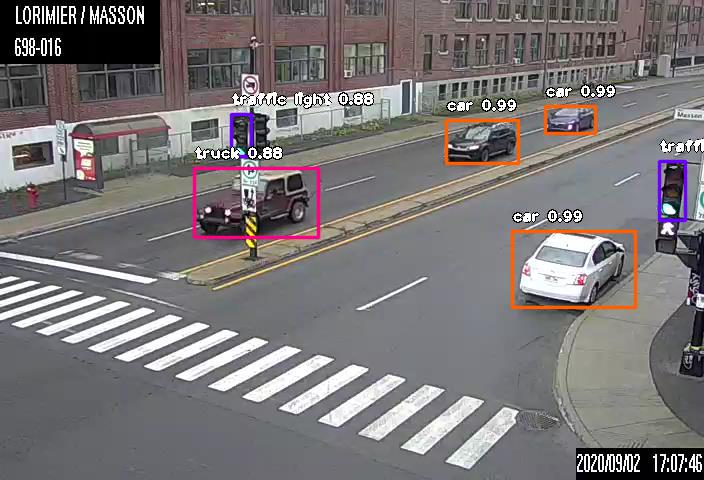 LORIMIER / MASSON
698-016
traffic light 0.88
car 0.99
car 0.99
Masson
truck 0.88
traffi
car 0.99
2020/09/02 17:07:46